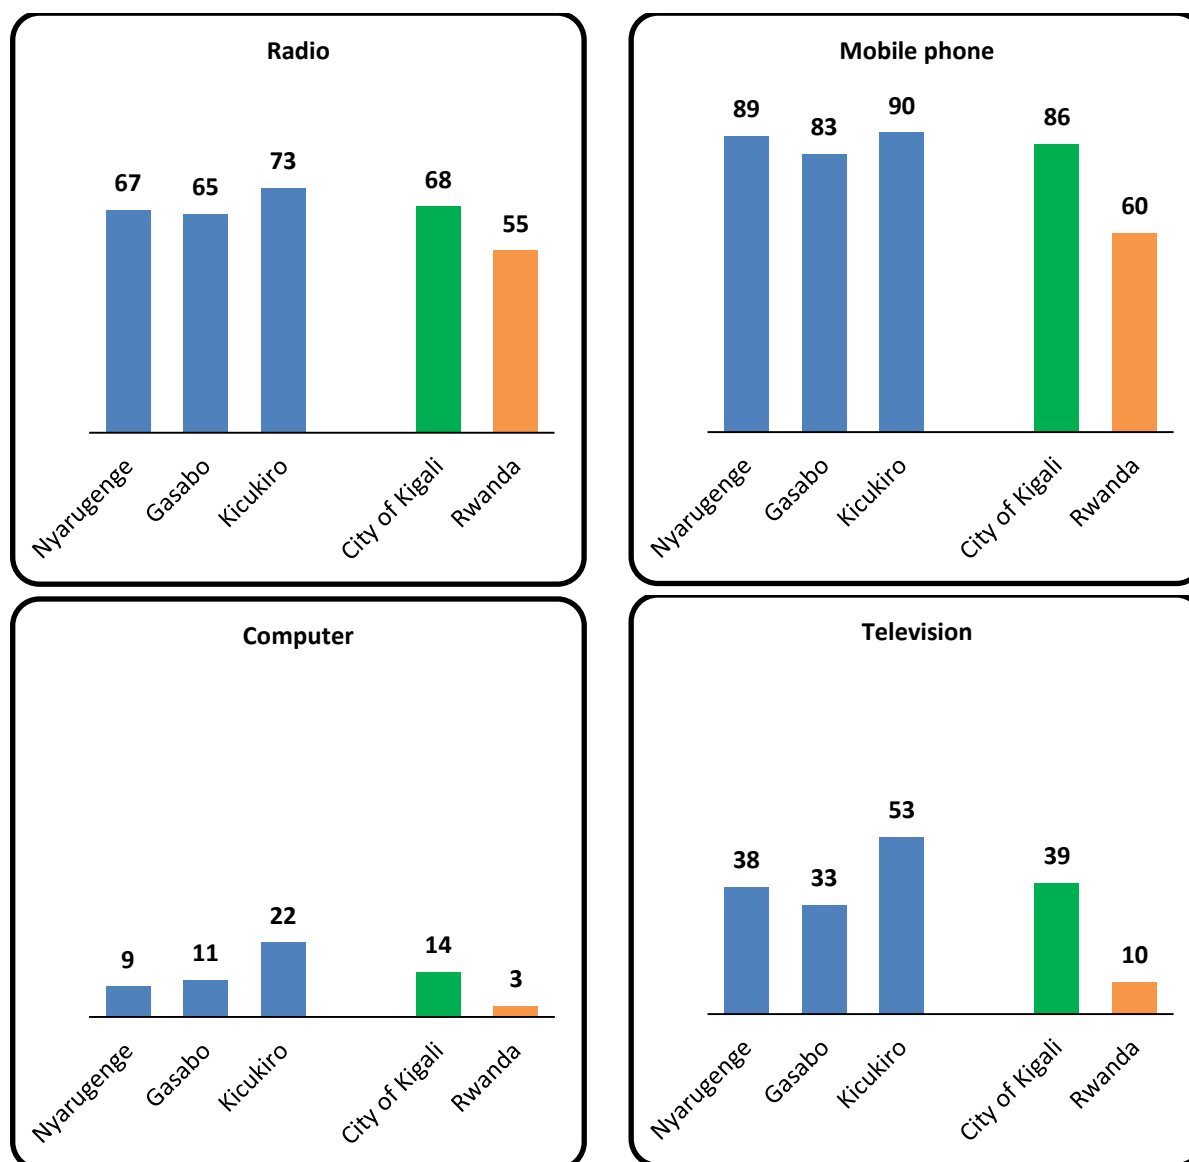 Radio
67
65
73
68
55
Nyarugenge
Gasabo
Kicukiro
City of Kigali
Rwanda
Mobile phone
89
83
90
86
60
Nyarugenge
Gasabo
Kicukiro
City of Kigali
Rwanda
Computer
9
11
22
14
3
Nyarugenge
Gasabo
Kicukiro
City of Kigali
Rwanda
Television
38
33
53
39
10
Nyarugenge
Gasabo
Kicukiro
City of Kigali
Rwanda